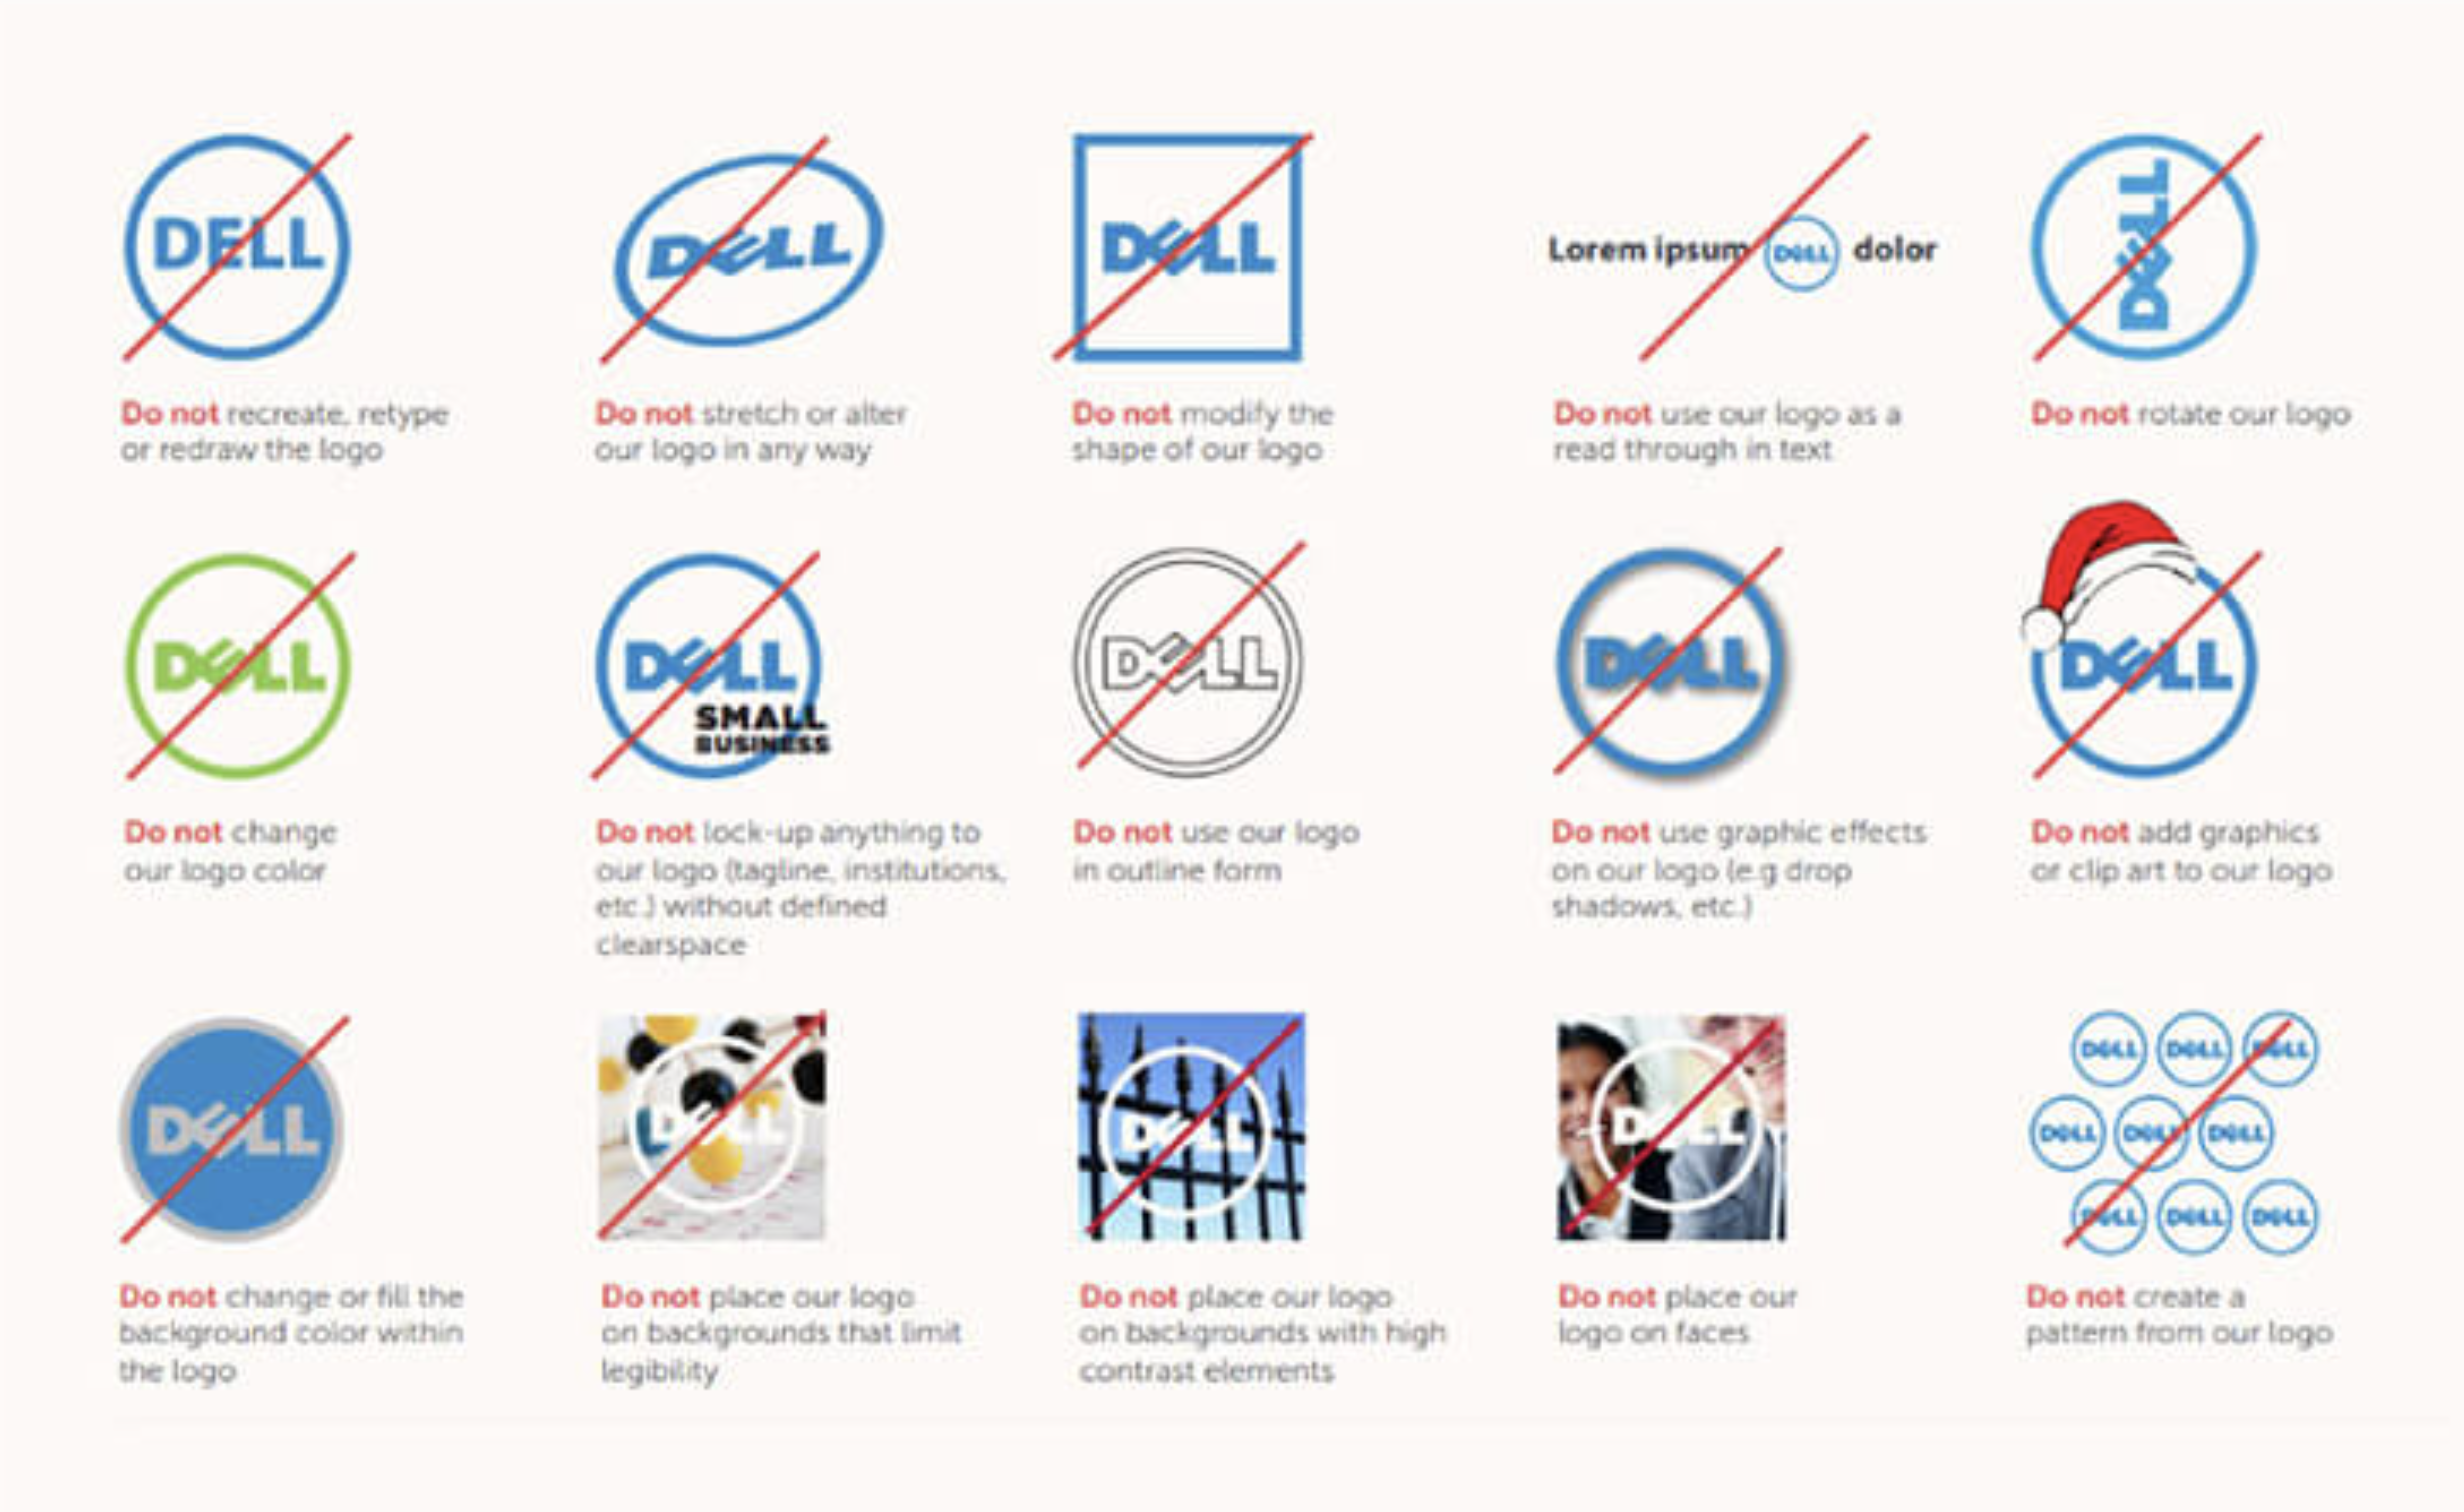 DELL
Do not recreate, retype
or redraw the logo
DELL
Do not stretch or alter
our logo in any way
DELL
Do not modify the
shape of our logo
Lorem ipsum DELL dolor
Do not use our logo as a
read through in text
DELL
Do not rotate our logo
DELL
Do not change
our logo color
DELL
SMALL
BUSINESS
Do not lock-up anything to
our logo (tagline, institutions,
etc.) without defined
clearspace
DELL
Do not use our logo
in outline form
DELL
Do not use graphic effects
on our logo (e.g drop
shadows, etc.)
DELL
Do not add graphics
or clip art to our logo
DELL
Do not change or fill the
background color within
the logo
DELL
Do not place our logo
on backgrounds that limit
legibility
DELL
Do not place our logo
on backgrounds with high
contrast elements
DELL
Do not place our
logo on faces
DELL DELL DELL
DELL DELL DELL
DELL DELL DELL
Do not create a
pattern from our logo